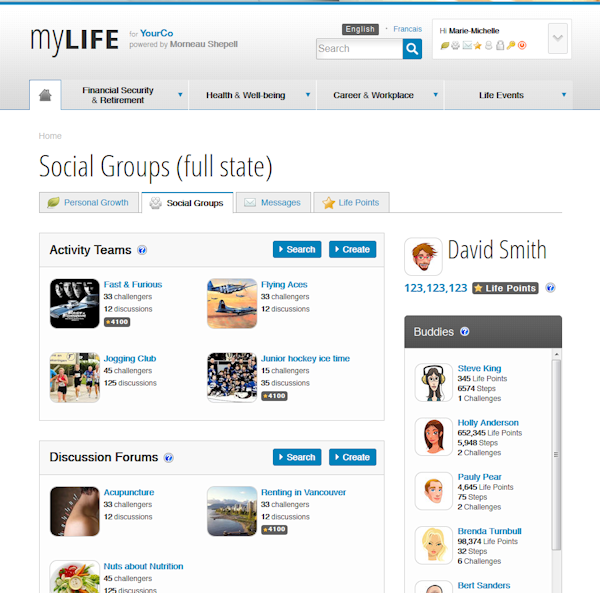 myLIFE
for YourCo
powered by Morneau Shepell
English · Francais
Search
Hi Marie-Michelle
Financial Security & Retirement
Health & Well-being
Career & Workplace
Life Events
Home
Social Groups (full state)
Personal Growth
Social Groups
Messages
Life Points
Activity Teams ?
Search
Create
Fast & Furious
33 challengers
12 discussions
4100
Flying Aces
33 challengers
12 discussions
Jogging Club
45 challengers
125 discussions
Junior hockey ice time
15 challengers
35 discussions
4100
Discussion Forums ?
Search
Create
Acupuncture
33 challengers
12 discussions
Renting in Vancouver
33 challengers
12 discussions
4100
Nuts about Nutrition
45 challengers
125 discussions
David Smith
123,123,123 Life Points ?
Buddies ?
Steve King
345 Life Points
6574 Steps
1 Challenges
Holly Anderson
652,345 Life Points
5,948 Steps
2 Challenges
Pauly Pear
4,645 Life Points
75 Steps
2 Challenges
Brenda Turnbull
98,374 Life Points
32 Steps
6 Challenges
Bert Sanders